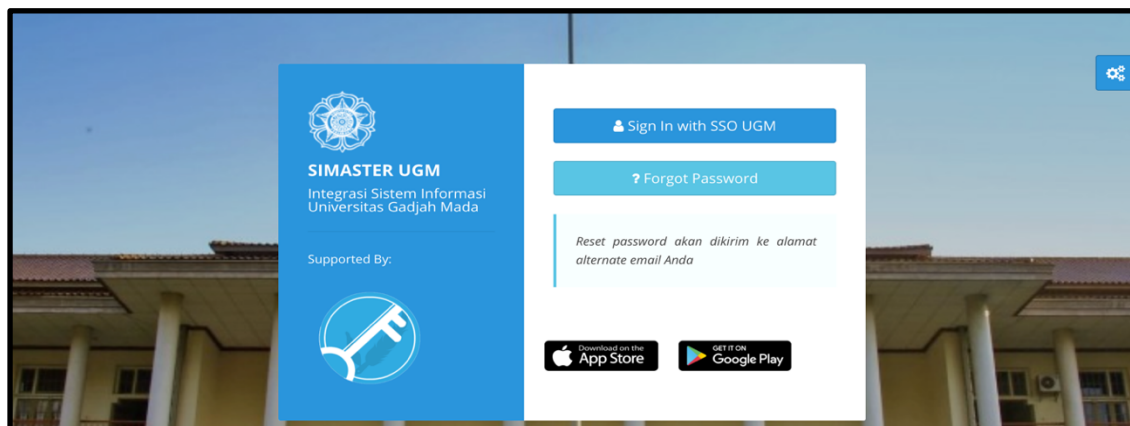 SIMASTER UGM
Integrasi Sistem Informasi
Universitas Gadjah Mada
Supported By:
Sign In with SSO UGM
? Forgot Password
Reset password akan dikirim ke alamat
alternate email Anda
Download on the
App Store
GET IT ON
Google Play